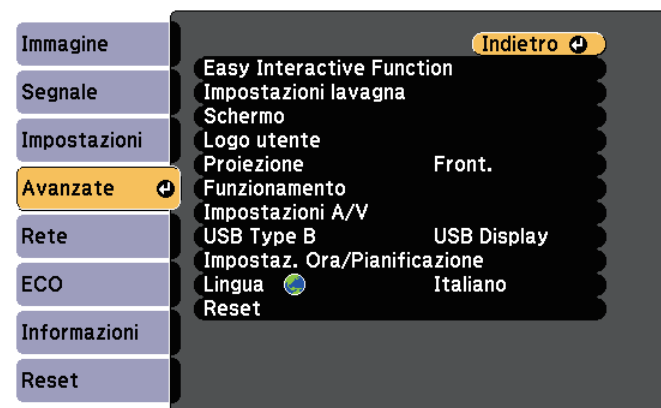 Immagine
Segnale
Impostazioni
Avanzate
Rete
ECO
Informazioni
Reset
Indietro
Easy Interactive Function
Impostazioni lavagna
Schermo
Logo utente
Proiezione Front.
Funzionamento
Impostazioni A/V
USB Type B USB Display
Impostaz. Ora/Pianificazione
Lingua Italiano
Reset